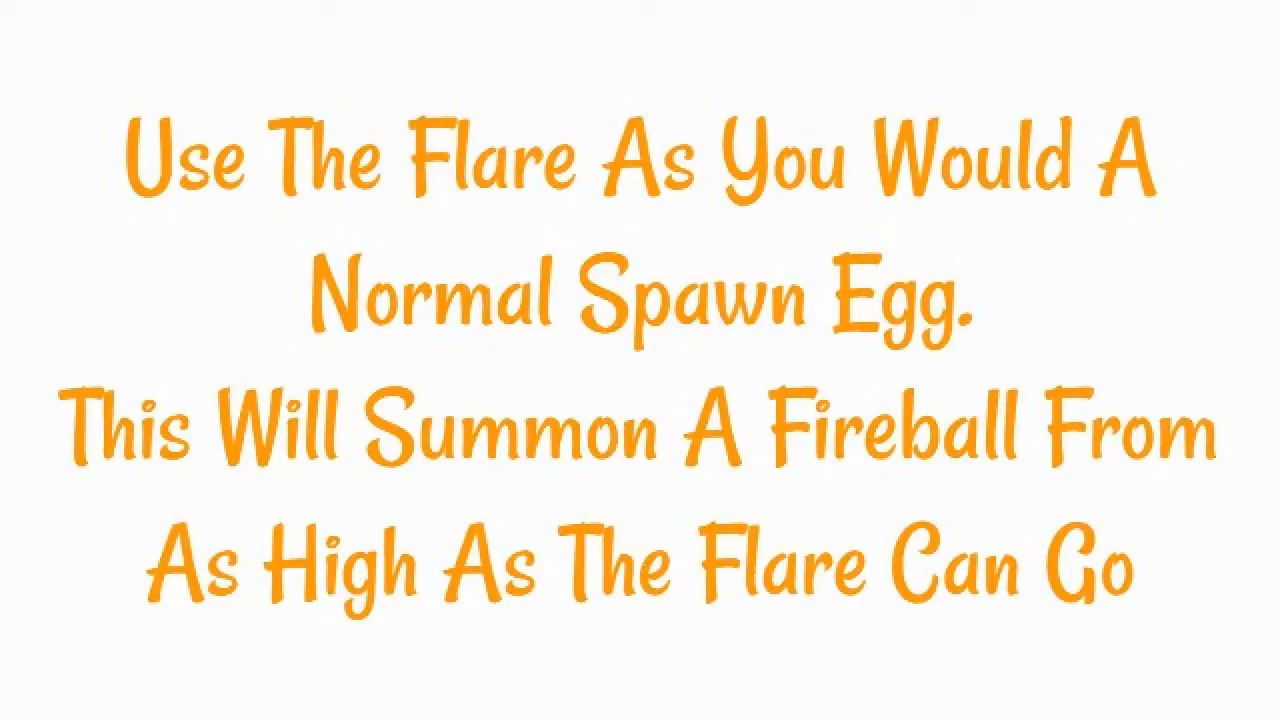 Use The Flare As You Would A
Normal Spawn Egg.
This Will Summon A Fireball From
As High As The Flare Can Go